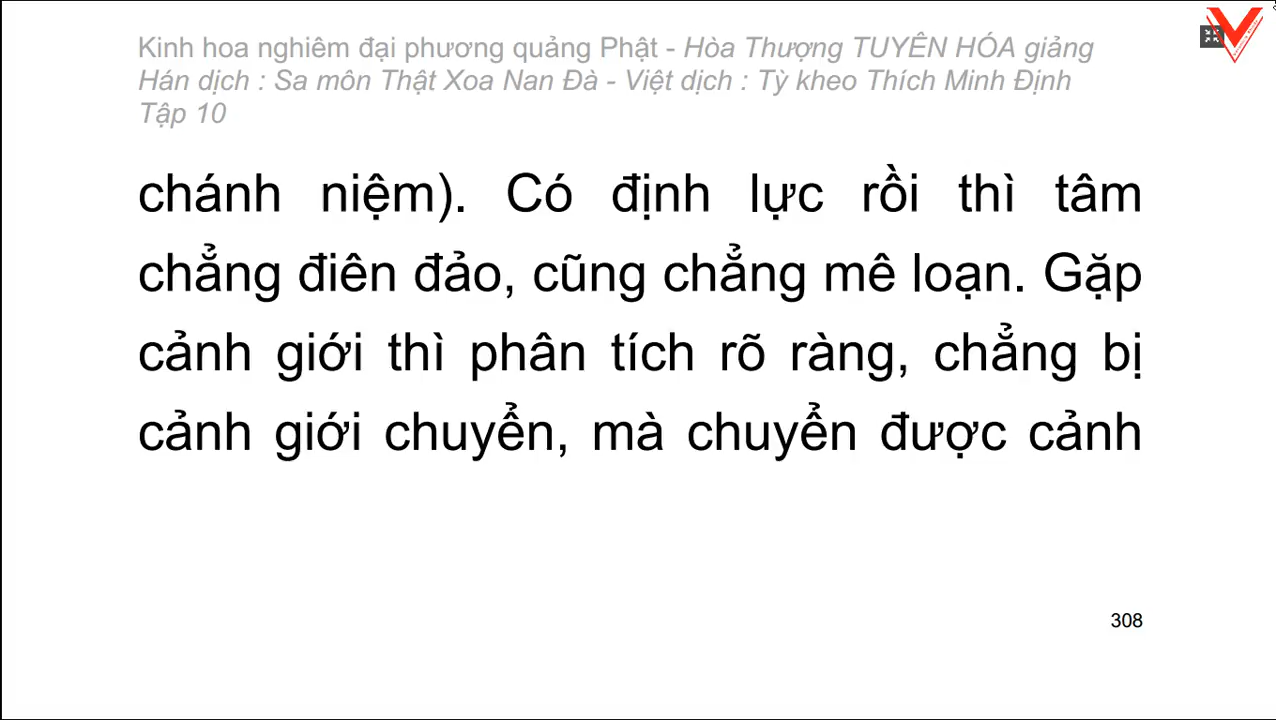 Kinh hoa nghiêm đại phương quảng Phật - Hòa Thượng TUYÊN HÓA giảng
Hán dịch : Sa môn Thật Xoa Nan Đà - Việt dịch : Tỳ kheo Thích Minh Định
Tập 10
chánh niệm). Có định lực rồi thì tâm
chẳng điên đảo, cũng chẳng mê loạn. Gặp
cảnh giới thì phân tích rõ ràng, chẳng bị
cảnh giới chuyển, mà chuyển được cảnh
308